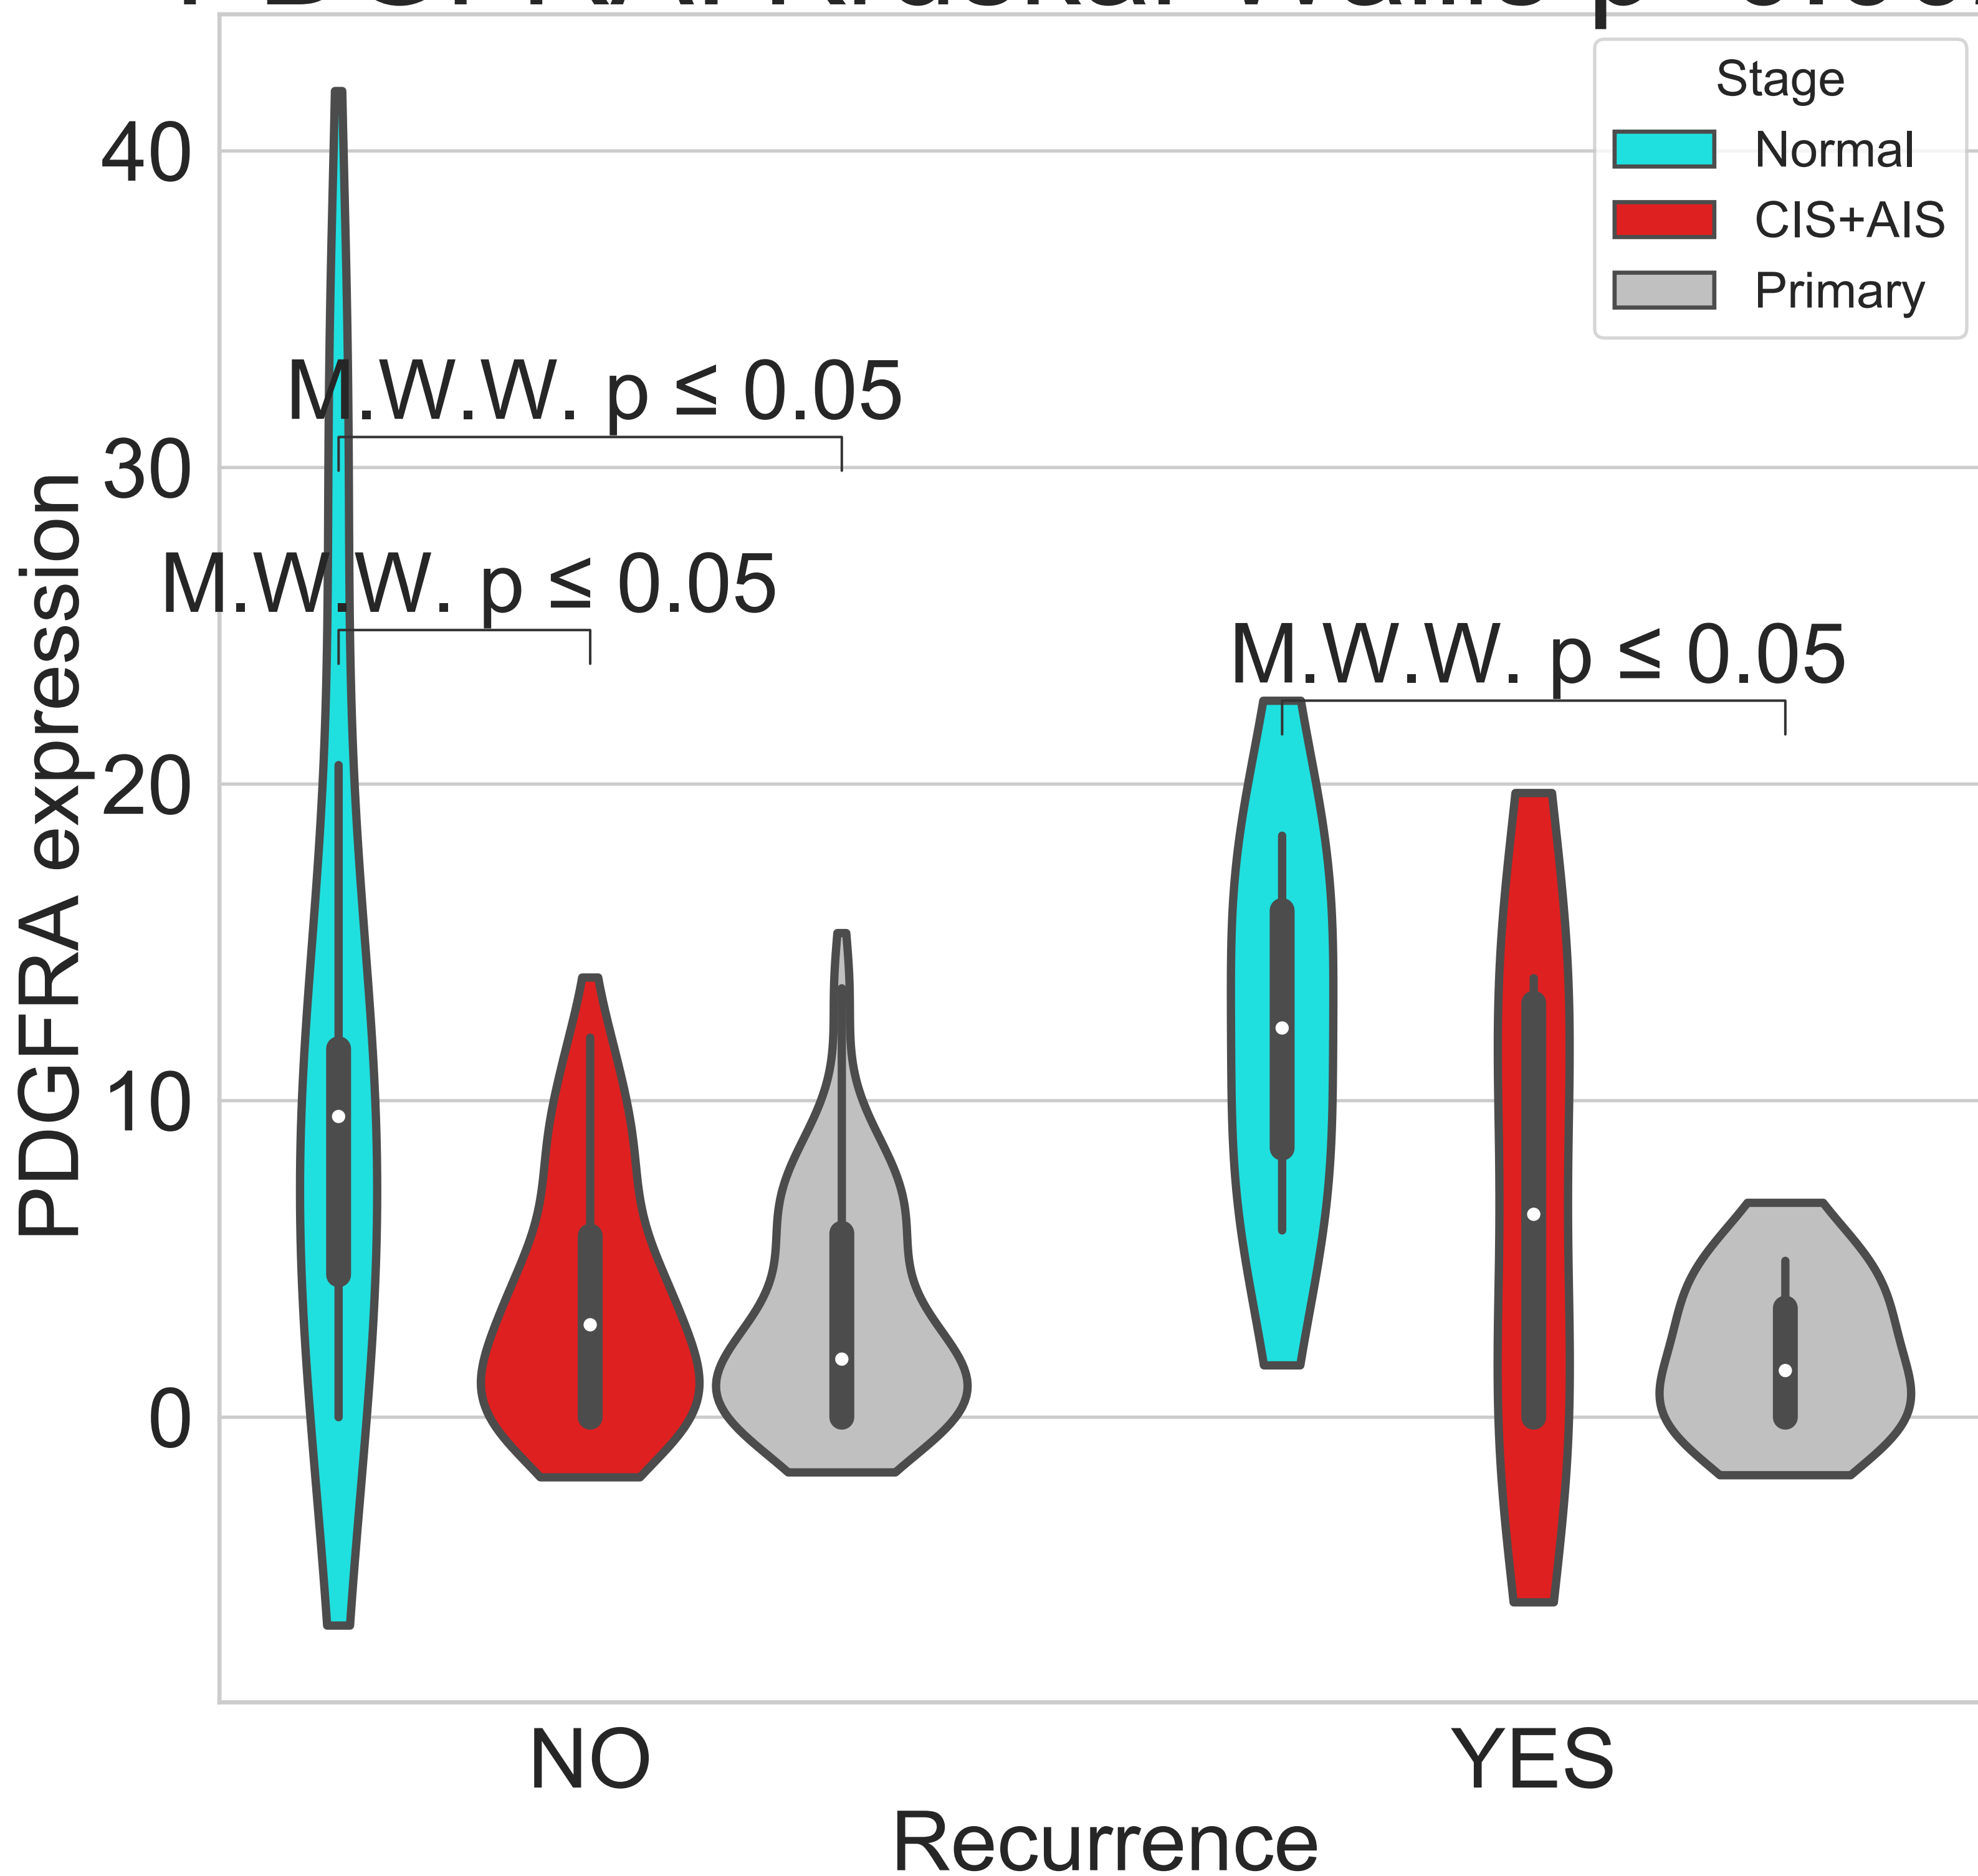 Stage
Normal
CIS+AIS
Primary
40
30
20
10
0
PDGFRA expression
M.W.W. p ≤ 0.05
M.W.W. p ≤ 0.05
M.W.W. p ≤ 0.05
NO
YES
Recurrence